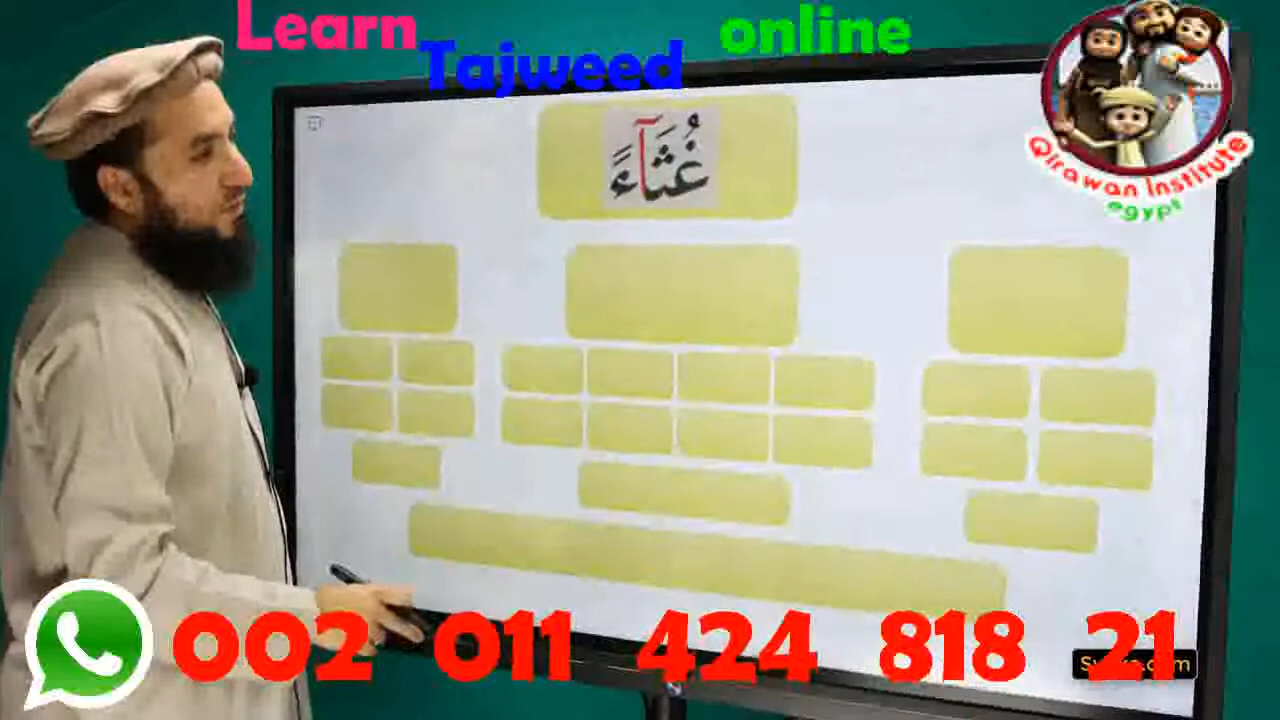 Learn
Tajweed
online
غُثَآءً
Qirawan Institute
egypt
002 011 424 818 21